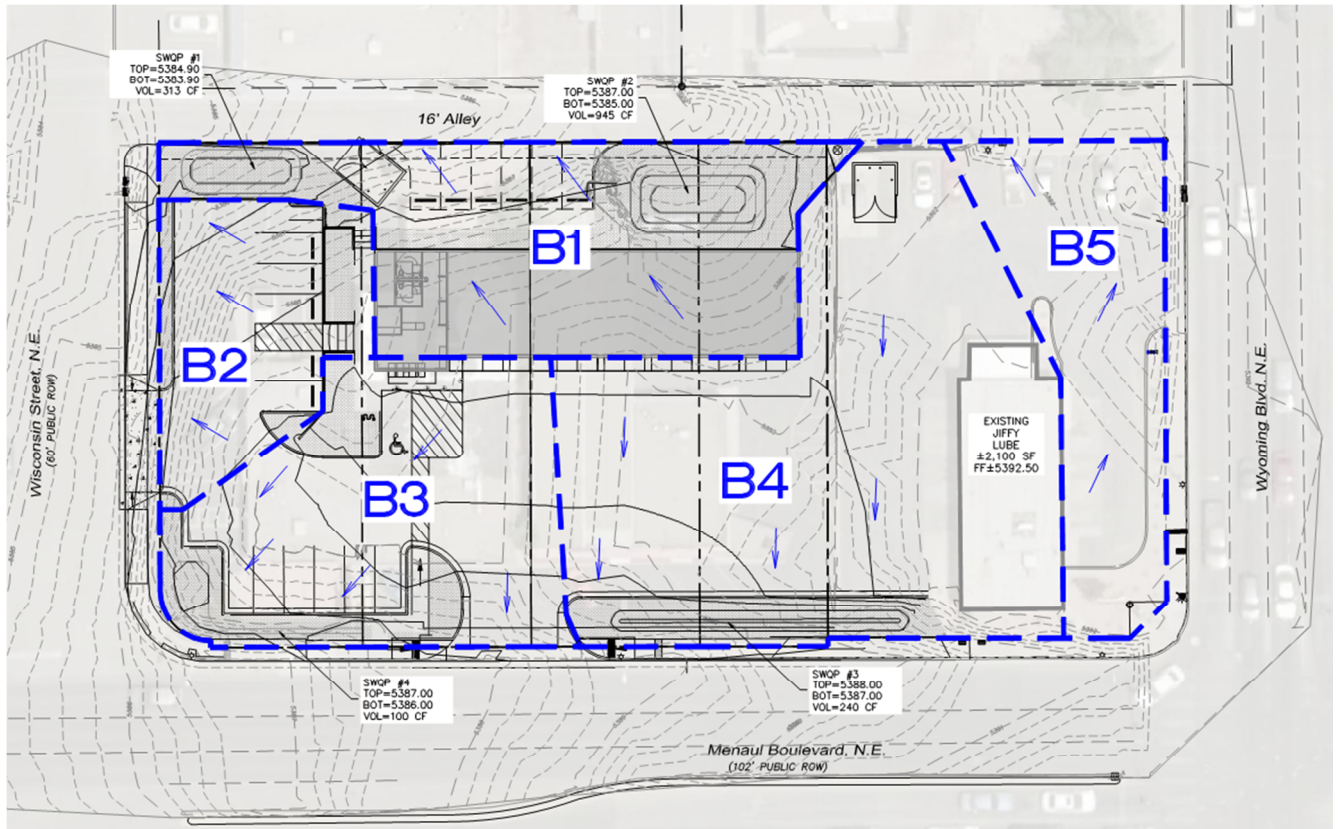 SWQP #1
TOP=5384.90
BOT=5383.90
VOL=313 CF
SWQP #2
TOP=5387.00
BOT=5385.00
VOL=945 CF
16' Alley
B1
B5
B2
Wisconsin Street, N.E.
(60' PUBLIC ROW)
EXISTING
JIFFY
LUBE
±2,100 SF
FF±5392.50
Wyoming Blvd. N.E.
B3
B4
SWQP #4
TOP=5387.00
BOT=5386.00
VOL=100 CF
SWQP #3
TOP=5388.00
BOT=5387.00
VOL=240 CF
Menaul Boulevard, N.E.
(102' PUBLIC ROW)